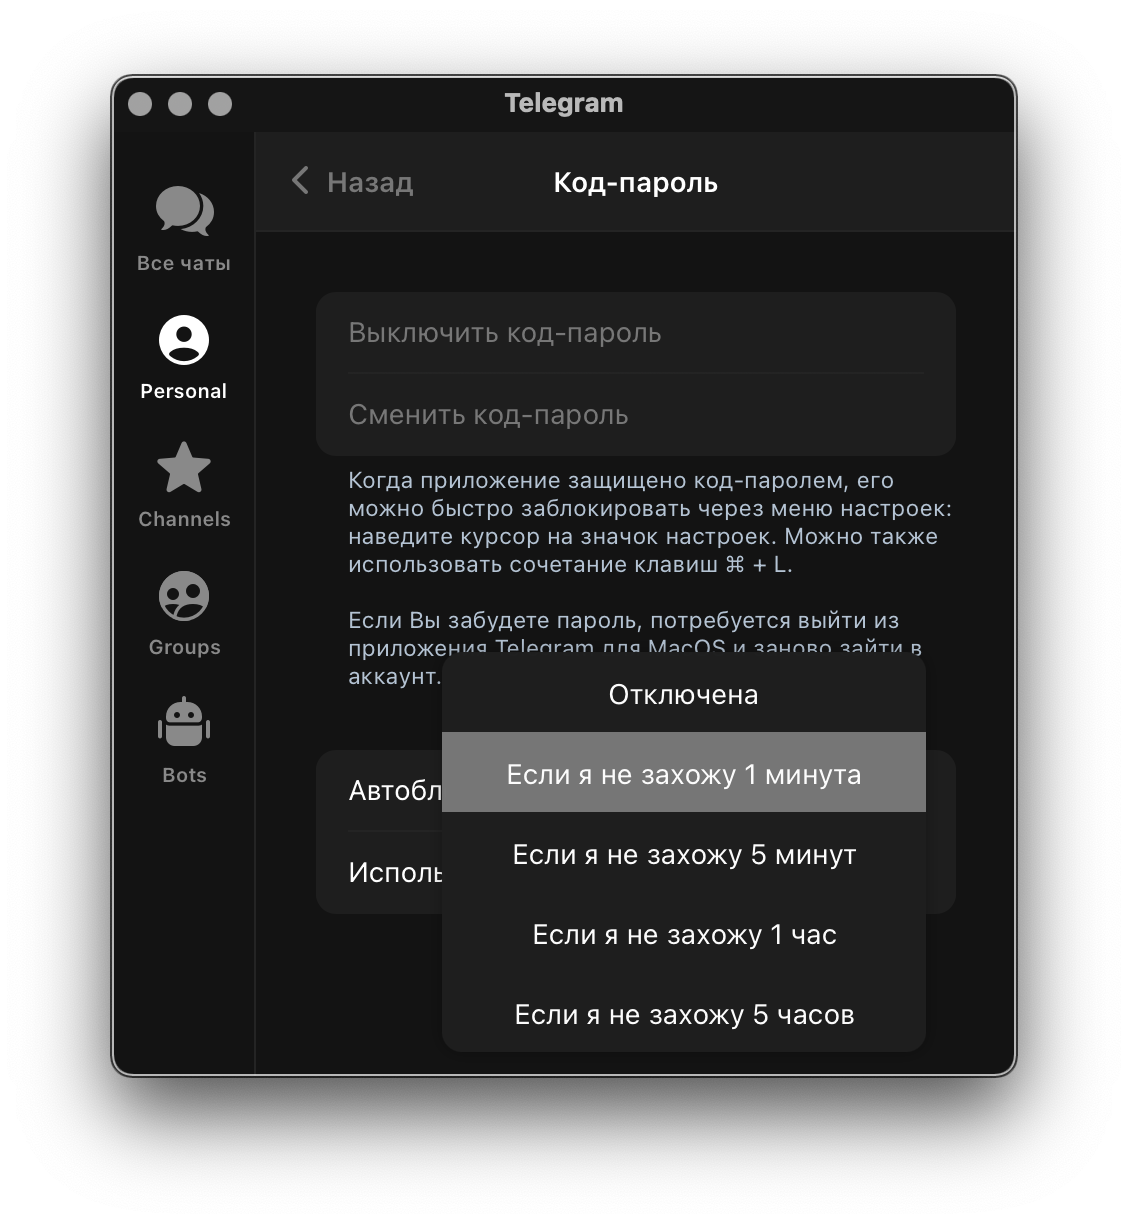 Telegram
Назад
Код-пароль
Все чаты
Personal
Channels
Groups
Bots
Выключить код-пароль
Сменить код-пароль
Когда приложение защищено код-паролем, его
можно быстро заблокировать через меню настроек:
наведите курсор на значок настроек. Можно также
использовать сочетание клавиш ⌘ + L.
Если Вы забудете пароль, потребуется выйти из
приложения Telegram для MacOS и заново зайти в
аккаунт.
Автобл
Исполь
Отключена
Если я не захожу 1 минута
Если я не захожу 5 минут
Если я не захожу 1 час
Если я не захожу 5 часов